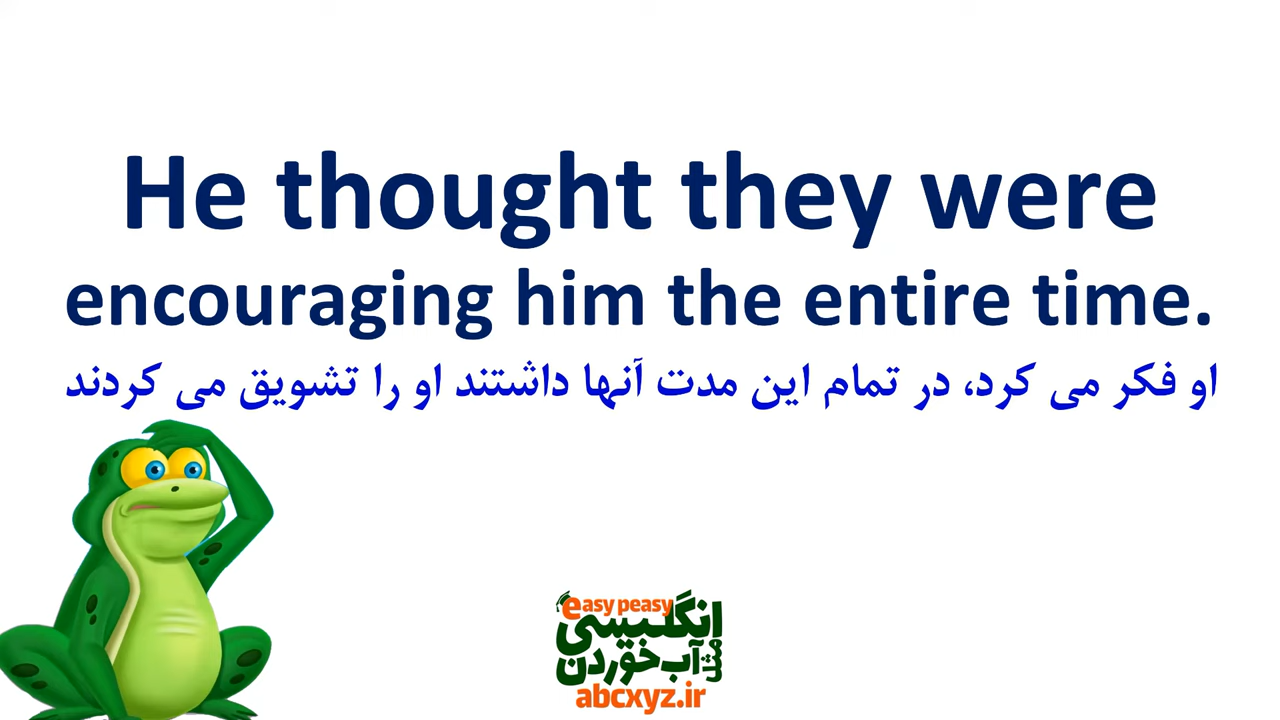 He thought they were
encouraging him the entire time.
او فکر می کرد، در تمام این مدت آنها داشتند او را تشویق می کردند
easy peasy
انگلیسی
مثل آب خوردن
abcxyz.ir